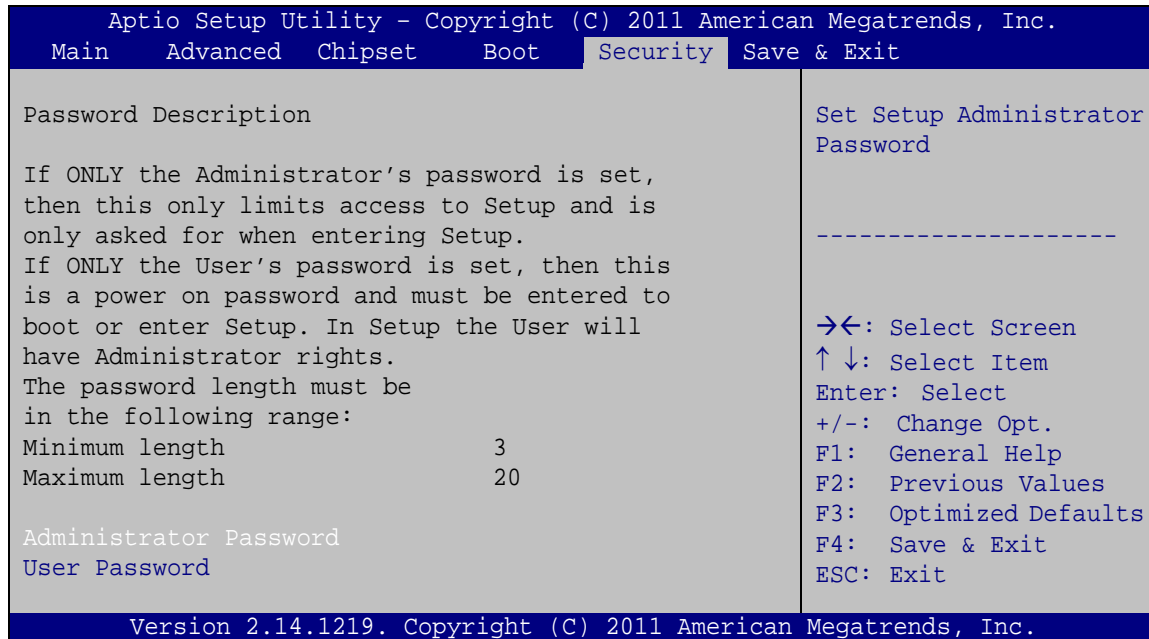 Aptio Setup Utility – Copyright (C) 2011 American Megatrends, Inc.
Main Advanced Chipset Boot Security Save & Exit
Password Description
If ONLY the Administrator’s password is set,
then this only limits access to Setup and is
only asked for when entering Setup.
If ONLY the User’s password is set, then this
is a power on password and must be entered to
boot or enter Setup. In Setup the User will
have Administrator rights.
The password length must be
in the following range:
Minimum length 3
Maximum length 20
Administrator Password
User Password
Set Setup Administrator
Password
---------------------
→←: Select Screen
↑ ↓: Select Item
Enter: Select
+/-: Change Opt.
F1: General Help
F2: Previous Values
F3: Optimized Defaults
F4: Save & Exit
ESC: Exit
Version 2.14.1219. Copyright (C) 2011 American Megatrends, Inc.